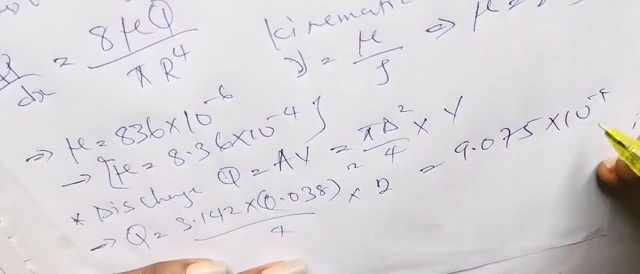 dx = 8μQ / πR⁴
kinematic
ν = μ/ρ ⇒ μ =
⇒ μ = 836×10⁻⁶
→ {μ = 8.36×10⁻⁴}
* Discharge Q = AV = πD²/4 × V
→ Q = 3.142×(0.038)²/4 × 2 = 9.075×10⁻⁴